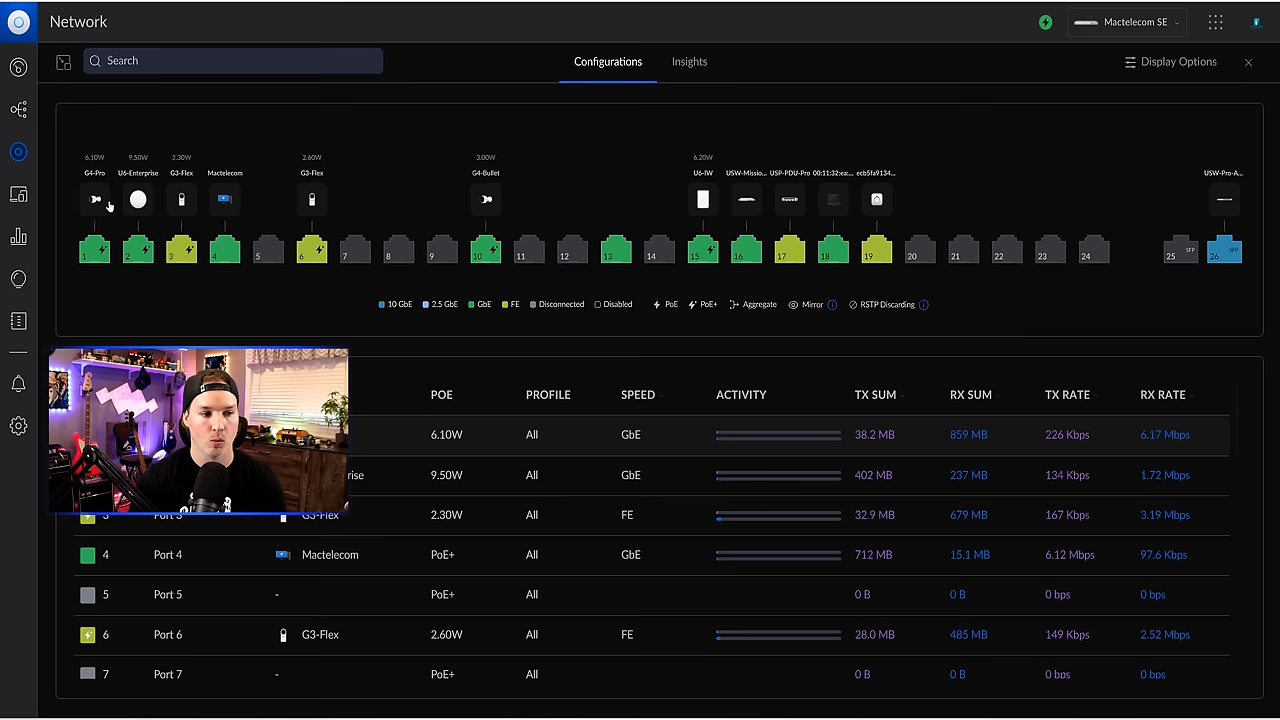 Network
Mactelecom SE
Search
Configurations
Insights
Display Options
6.10W 9.50W 2.30W 2.60W 3.00W 6.20W
G4-Pro U6-Enterprise G3-Flex Mactelecom G3-Flex G4-Bullet U6-IW USW-Missio... USP-PDU-Pro 00:11:32:ea:... ecb5fa9134... USW-Pro-A...
1 2 3 4 5 6 7 8 9 10 11 12 13 14 15 16 17 18 19 20 21 22 23 24 25 SFP 26 SFP
10 GbE 2.5 GbE GbE FE Disconnected Disabled PoE PoE+ Aggregate Mirror RSTP Discarding
POE PROFILE SPEED ACTIVITY TX SUM RX SUM TX RATE RX RATE
6.10W All GbE 38.2 MB 859 MB 226 Kbps 6.17 Mbps
rise 9.50W All GbE 402 MB 237 MB 134 Kbps 1.72 Mbps
3 Port 3 G3-Flex 2.30W All FE 32.9 MB 679 MB 167 Kbps 3.19 Mbps
4 Port 4 Mactelecom PoE+ All GbE 712 MB 15.1 MB 6.12 Mbps 97.6 Kbps
5 Port 5 - PoE+ All 0 B 0 B 0 bps 0 bps
6 Port 6 G3-Flex 2.60W All FE 28.0 MB 485 MB 149 Kbps 2.52 Mbps
7 Port 7 - PoE+ All 0 B 0 B 0 bps 0 bps